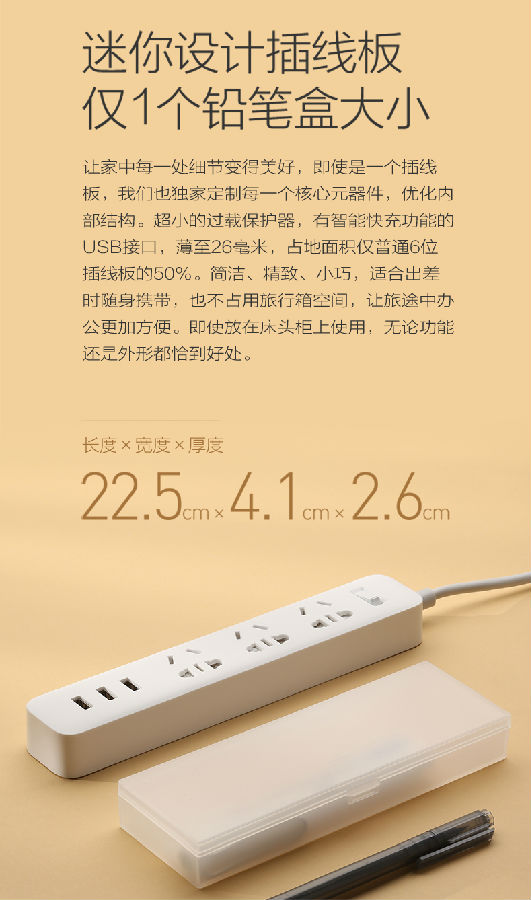 迷你设计插线板
仅1个铅笔盒大小
让家中每一处细节变得美好，即使是一个插线
板，我们也独家定制每一个核心元器件，优化内
部结构。超小的过载保护器，有智能快充功能的
USB接口，薄至26毫米，占地面积仅普通6位
插线板的50%。简洁、精致、小巧，适合出差
时随身携带，也不占用旅行箱空间，让旅途中办
公更加方便。即使放在床头柜上使用，无论功能
还是外形都恰到好处。
长度×宽度×厚度
22.5cm×4.1cm×2.6cm